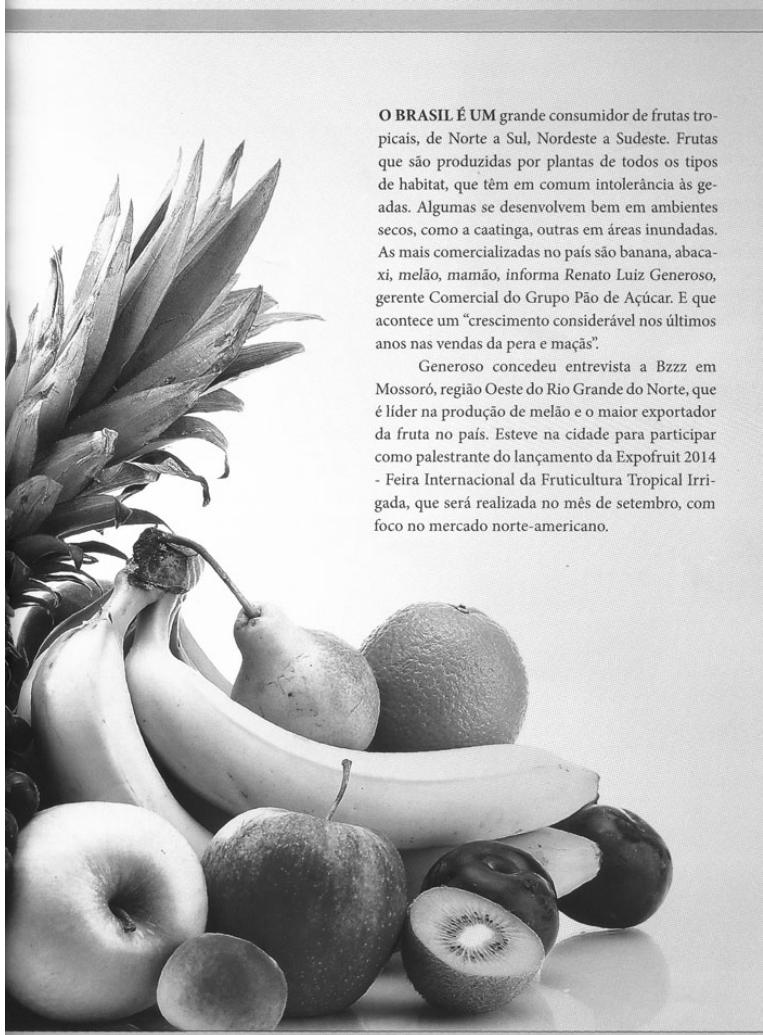 O BRASIL É UM grande consumidor de frutas tro-
picais, de Norte a Sul, Nordeste a Sudeste. Frutas
que são produzidas por plantas de todos os tipos
de habitat, que têm em comum intolerância às ge-
adas. Algumas se desenvolvem bem em ambientes
secos, como a caatinga, outras em áreas inundadas.
As mais comercializadas no país são banana, abaca-
xi, melão, mamão, informa Renato Luiz Generoso,
gerente Comercial do Grupo Pão de Açúcar. E que
acontece um “crescimento considerável nos últimos
anos nas vendas da pera e maçãs”.
Generoso concedeu entrevista a Bzzz em
Mossoró, região Oeste do Rio Grande do Norte, que
é líder na produção de melão e o maior exportador
da fruta no país. Esteve na cidade para participar
como palestrante do lançamento da Expofruit 2014
- Feira Internacional da Fruticultura Tropical Irri-
gada, que será realizada no mês de setembro, com
foco no mercado norte-americano.